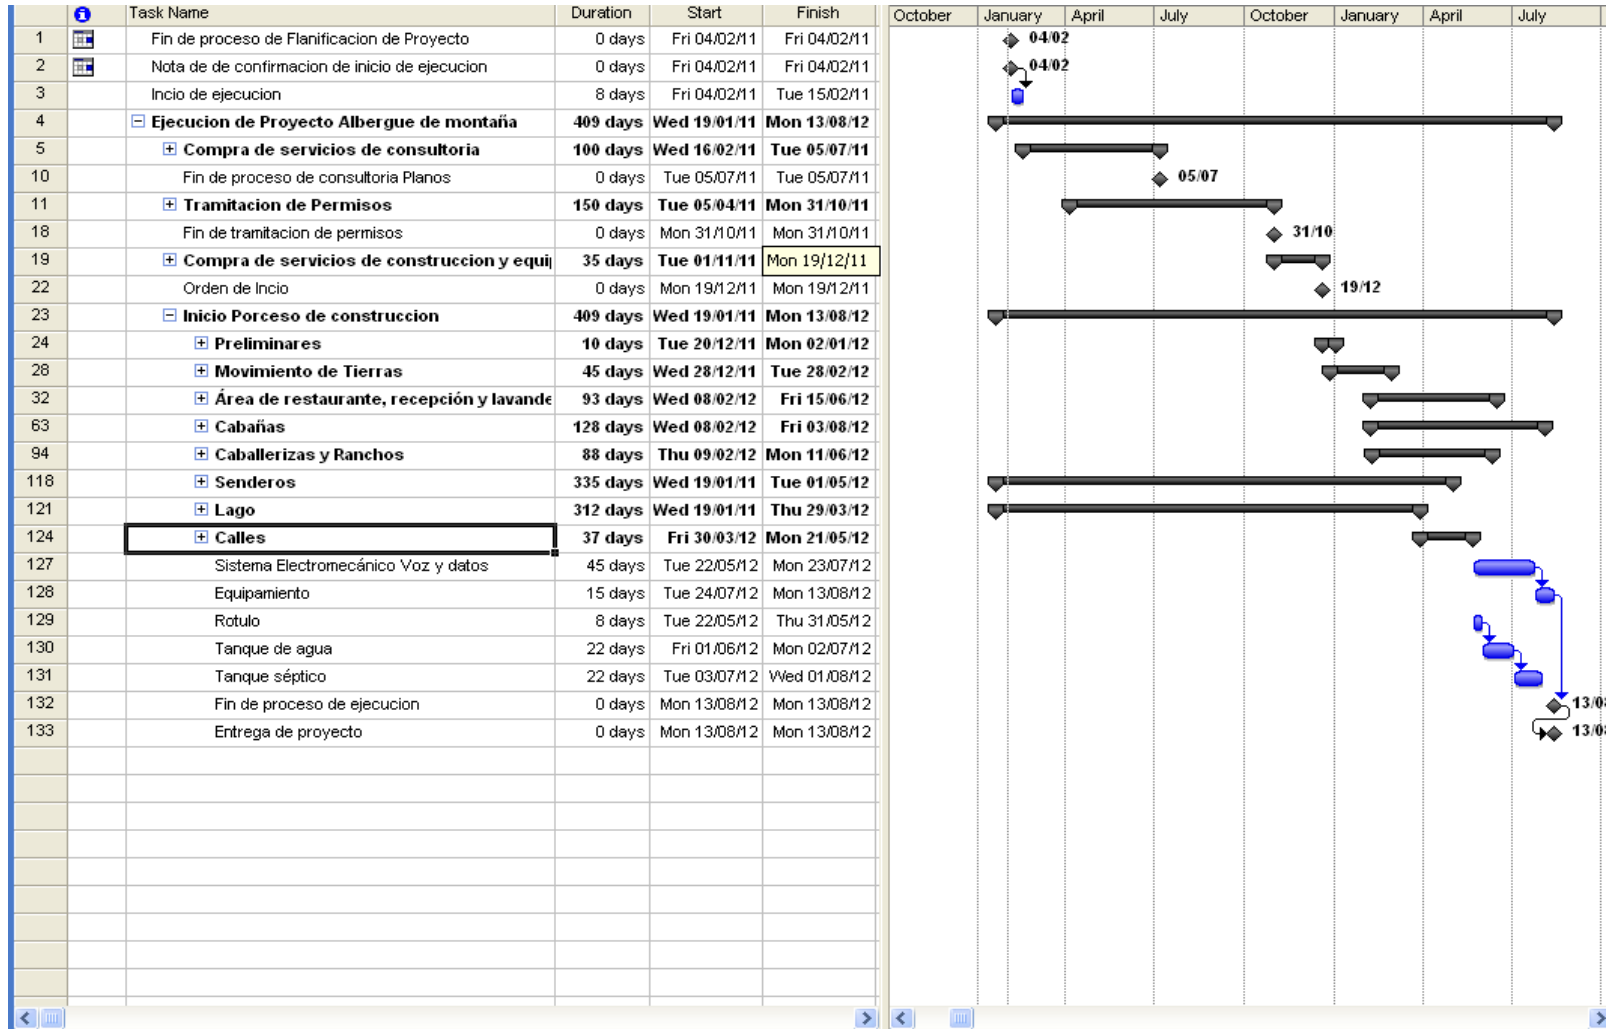 Task Name Duration Start Finish October January April July October January April July
1 Fin de proceso de Flanificacion de Proyecto 0 days Fri 04/02/11 Fri 04/02/11 04/02
2 Nota de de confirmacion de inicio de ejecucion 0 days Fri 04/02/11 Fri 04/02/11 04/02
3 Incio de ejecucion 8 days Fri 04/02/11 Tue 15/02/11
4 Ejecucion de Proyecto Albergue de montaña 409 days Wed 19/01/11 Mon 13/08/12
5 Compra de servicios de consultoria 100 days Wed 16/02/11 Tue 05/07/11
10 Fin de proceso de consultoria Planos 0 days Tue 05/07/11 Tue 05/07/11 05/07
11 Tramitacion de Permisos 150 days Tue 05/04/11 Mon 31/10/11
18 Fin de tramitacion de permisos 0 days Mon 31/10/11 Mon 31/10/11 31/10
19 Compra de servicios de construccion y equi 35 days Tue 01/11/11 Mon 19/12/11
22 Orden de Incio 0 days Mon 19/12/11 Mon 19/12/11 19/12
23 Inicio Porceso de construccion 409 days Wed 19/01/11 Mon 13/08/12
24 Preliminares 10 days Tue 20/12/11 Mon 02/01/12
28 Movimiento de Tierras 45 days Wed 28/12/11 Tue 28/02/12
32 Área de restaurante, recepción y lavande 93 days Wed 08/02/12 Fri 15/06/12
63 Cabañas 128 days Wed 08/02/12 Fri 03/08/12
94 Caballerizas y Ranchos 88 days Thu 09/02/12 Mon 11/06/12
118 Senderos 335 days Wed 19/01/11 Tue 01/05/12
121 Lago 312 days Wed 19/01/11 Thu 29/03/12
124 Calles 37 days Fri 30/03/12 Mon 21/05/12
127 Sistema Electromecánico Voz y datos 45 days Tue 22/05/12 Mon 23/07/12
128 Equipamiento 15 days Tue 24/07/12 Mon 13/08/12
129 Rotulo 8 days Tue 22/05/12 Thu 31/05/12
130 Tanque de agua 22 days Fri 01/06/12 Mon 02/07/12
131 Tanque séptico 22 days Tue 03/07/12 Wed 01/08/12
132 Fin de proceso de ejecucion 0 days Mon 13/08/12 Mon 13/08/12 13/08
133 Entrega de proyecto 0 days Mon 13/08/12 Mon 13/08/12 13/08